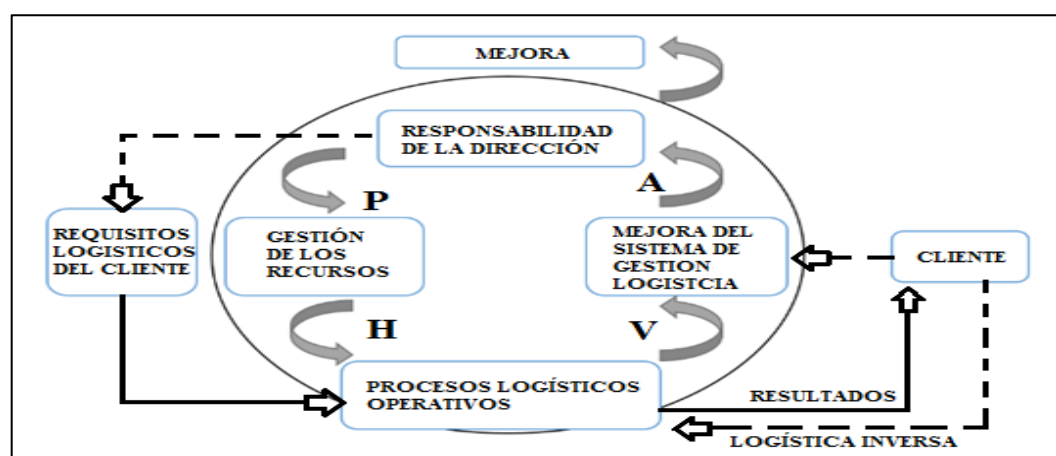 MEJORA
RESPONSABILIDAD
DE LA DIRECCIÓN
P
A
REQUISITOS
LOGISTICOS
DEL CLIENTE
GESTIÓN
DE LOS
RECURSOS
MEJORA DEL
SISTEMA DE
GESTION
LOGISTCIA
CLIENTE
H
V
PROCESOS LOGÍSTICOS
OPERATIVOS
RESULTADOS
LOGÍSTICA INVERSA